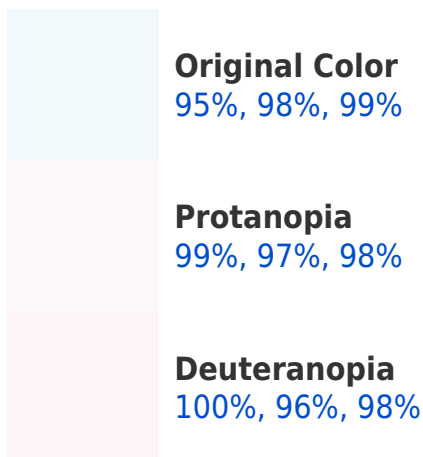 Original Color
95%, 98%, 99%
Protanopia
99%, 97%, 98%
Deuteranopia
100%, 96%, 98%